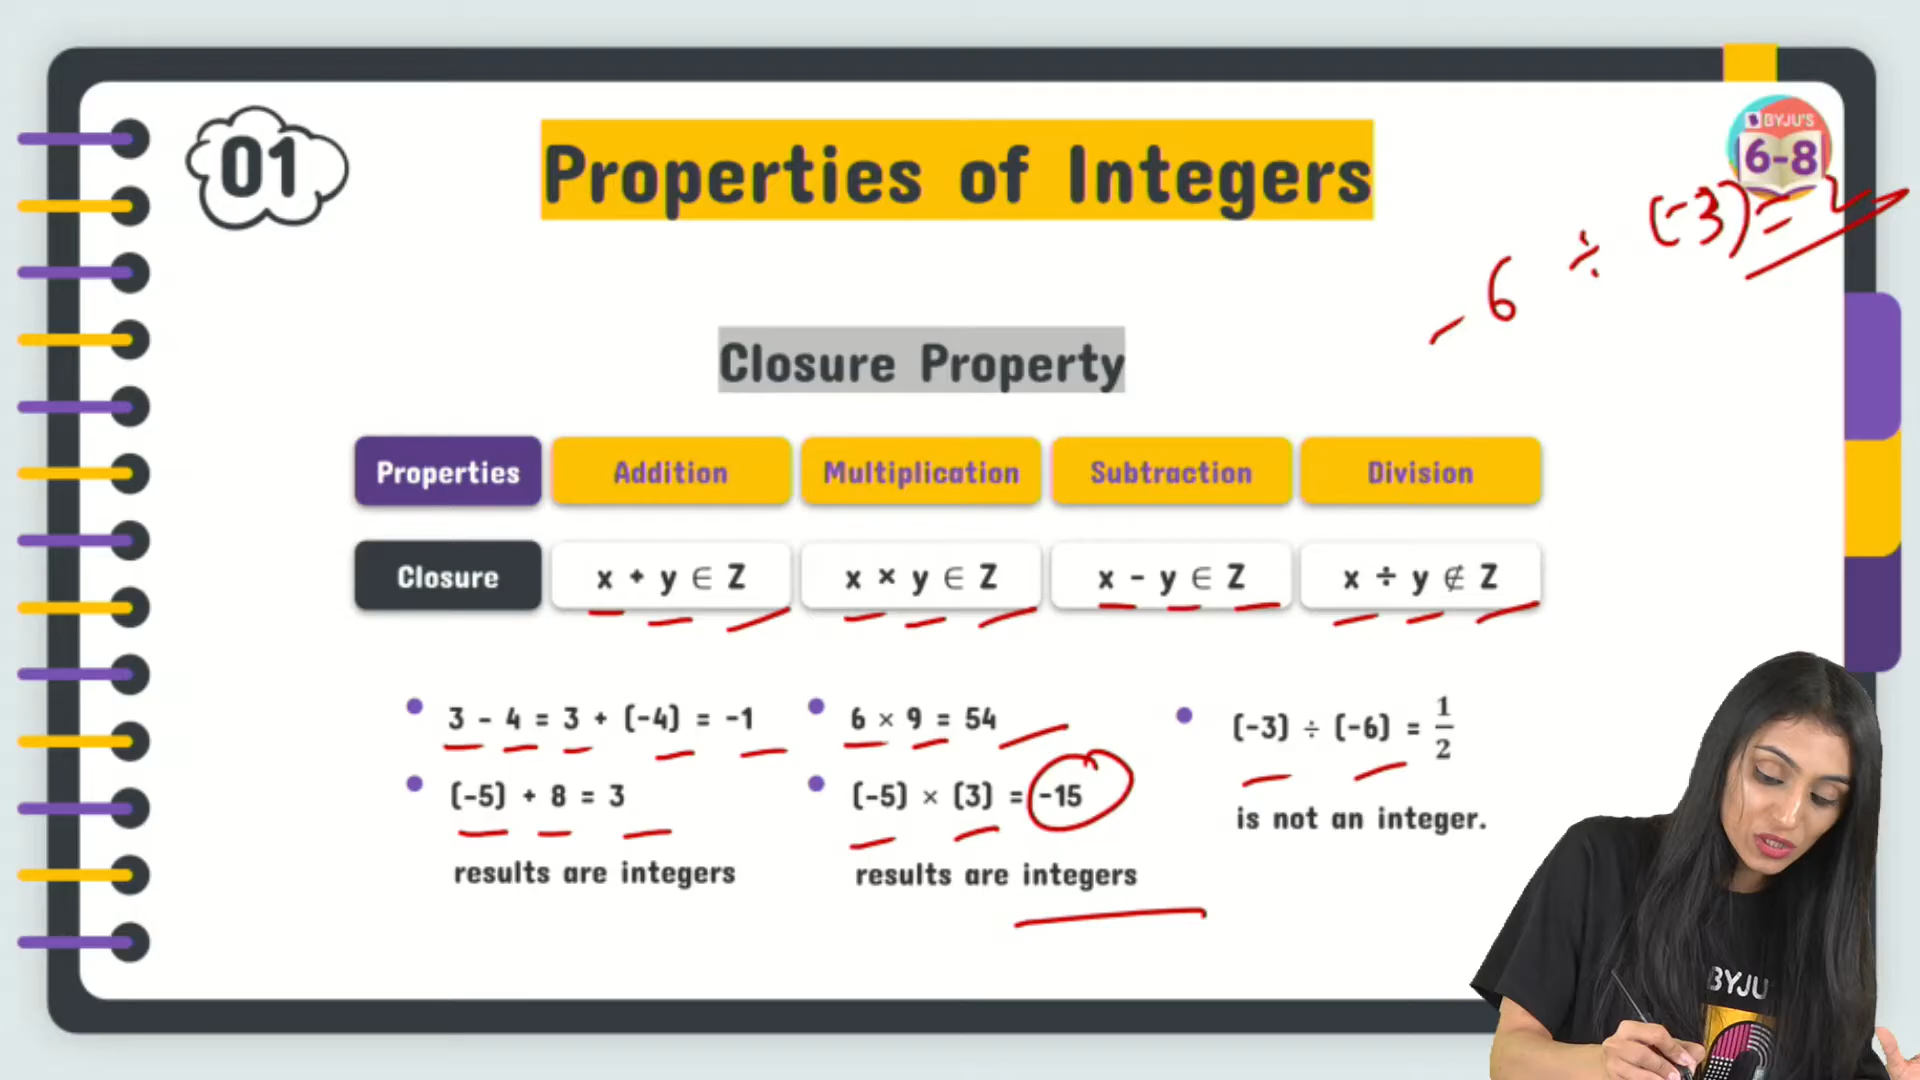 01
Properties of Integers
BYJU'S
6-8
-6 ÷ (-3) = 2
Closure Property
Properties Addition Multiplication Subtraction Division
Closure x + y ∈ Z x × y ∈ Z x - y ∈ Z x ÷ y ∉ Z
• 3 - 4 = 3 + (-4) = -1
• (-5) + 8 = 3
results are integers
• 6 × 9 = 54
• (-5) × (3) = -15
results are integers
• (-3) ÷ (-6) = 1/2
is not an integer.
BYJU